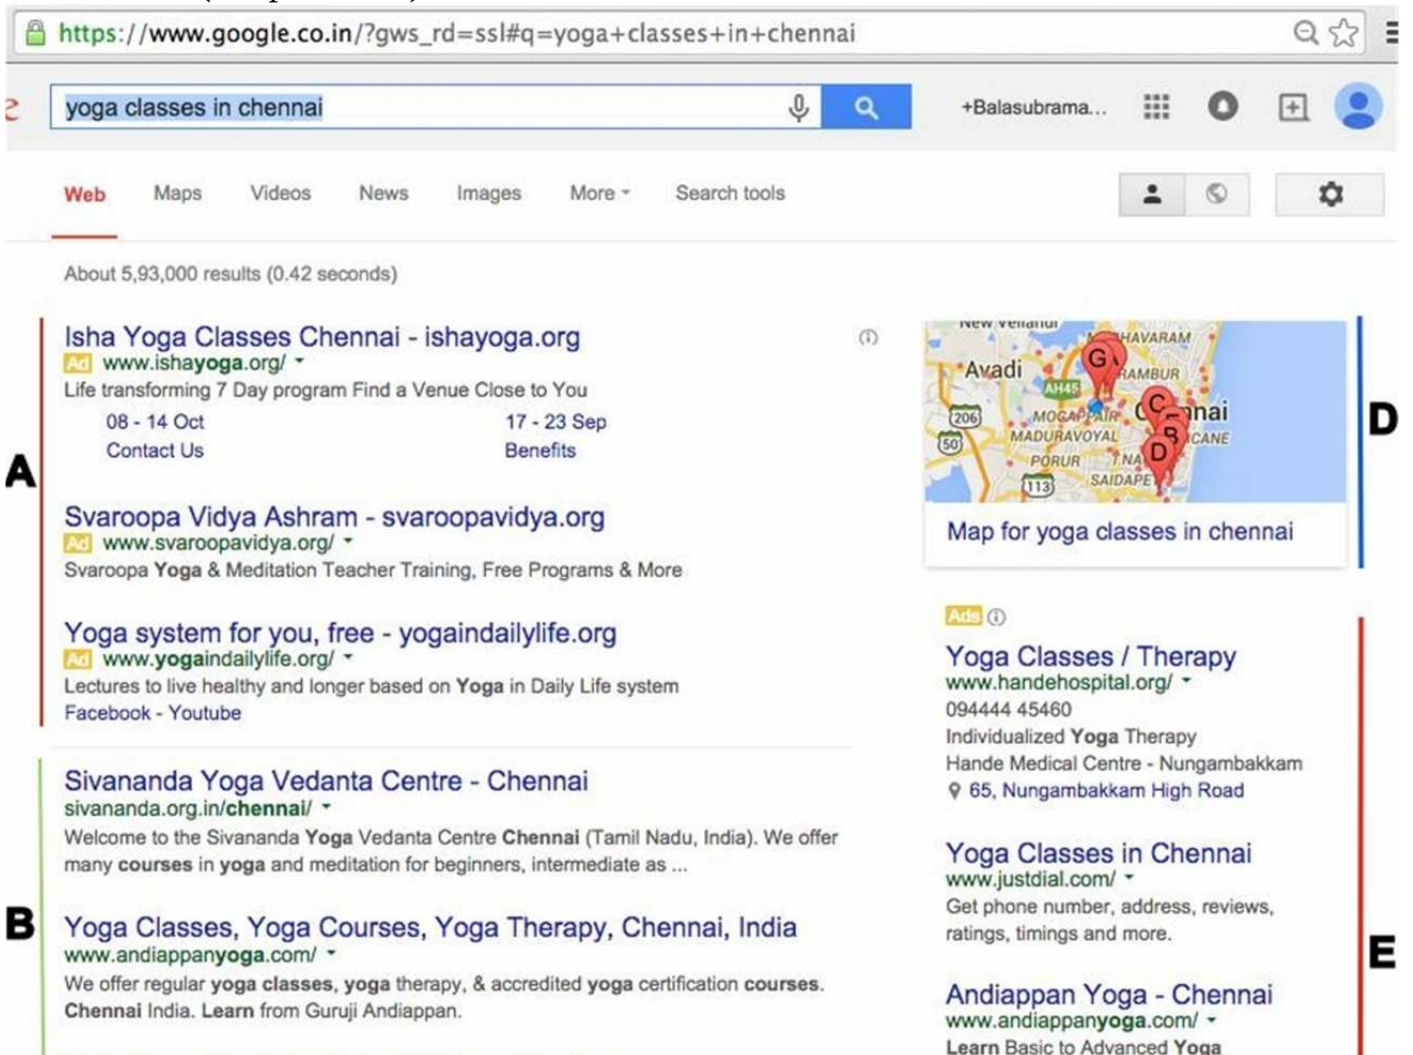 https://www.google.co.in/?gws_rd=ssl#q=yoga+classes+in+chennai
yoga classes in chennai
+Balasubrama...
Web Maps Videos News Images More Search tools
About 5,93,000 results (0.42 seconds)
A
Isha Yoga Classes Chennai - ishayoga.org
Ad www.ishayoga.org/
Life transforming 7 Day program Find a Venue Close to You
08 - 14 Oct 17 - 23 Sep
Contact Us Benefits
Svaroopa Vidya Ashram - svaroopavidya.org
Ad www.svaroopavidya.org/
Svaroopa Yoga & Meditation Teacher Training, Free Programs & More
Yoga system for you, free - yogaindailylife.org
Ad www.yogaindailylife.org/
Lectures to live healthy and longer based on Yoga in Daily Life system
Facebook - Youtube
B
Sivananda Yoga Vedanta Centre - Chennai
sivananda.org.in/chennai/
Welcome to the Sivananda Yoga Vedanta Centre Chennai (Tamil Nadu, India). We offer
many courses in yoga and meditation for beginners, intermediate as ...
Yoga Classes, Yoga Courses, Yoga Therapy, Chennai, India
www.andiappanyoga.com/
We offer regular yoga classes, yoga therapy, & accredited yoga certification courses.
Chennai India. Learn from Guruji Andiappan.
D
HAVARAM
Avadi
G
RAMBUR
AH45
206
MOGAPPAIR
C
nnai
50
MADURAVOYAL
B
ICANE
PORUR
T.NA
D
113
SAIDAPE
Map for yoga classes in chennai
E
Ads
Yoga Classes / Therapy
www.handehospital.org/
094444 45460
Individualized Yoga Therapy
Hande Medical Centre - Nungambakkam
65, Nungambakkam High Road
Yoga Classes in Chennai
www.justdial.com/
Get phone number, address, reviews,
ratings, timings and more.
Andiappan Yoga - Chennai
www.andiappanyoga.com/
Learn Basic to Advanced Yoga